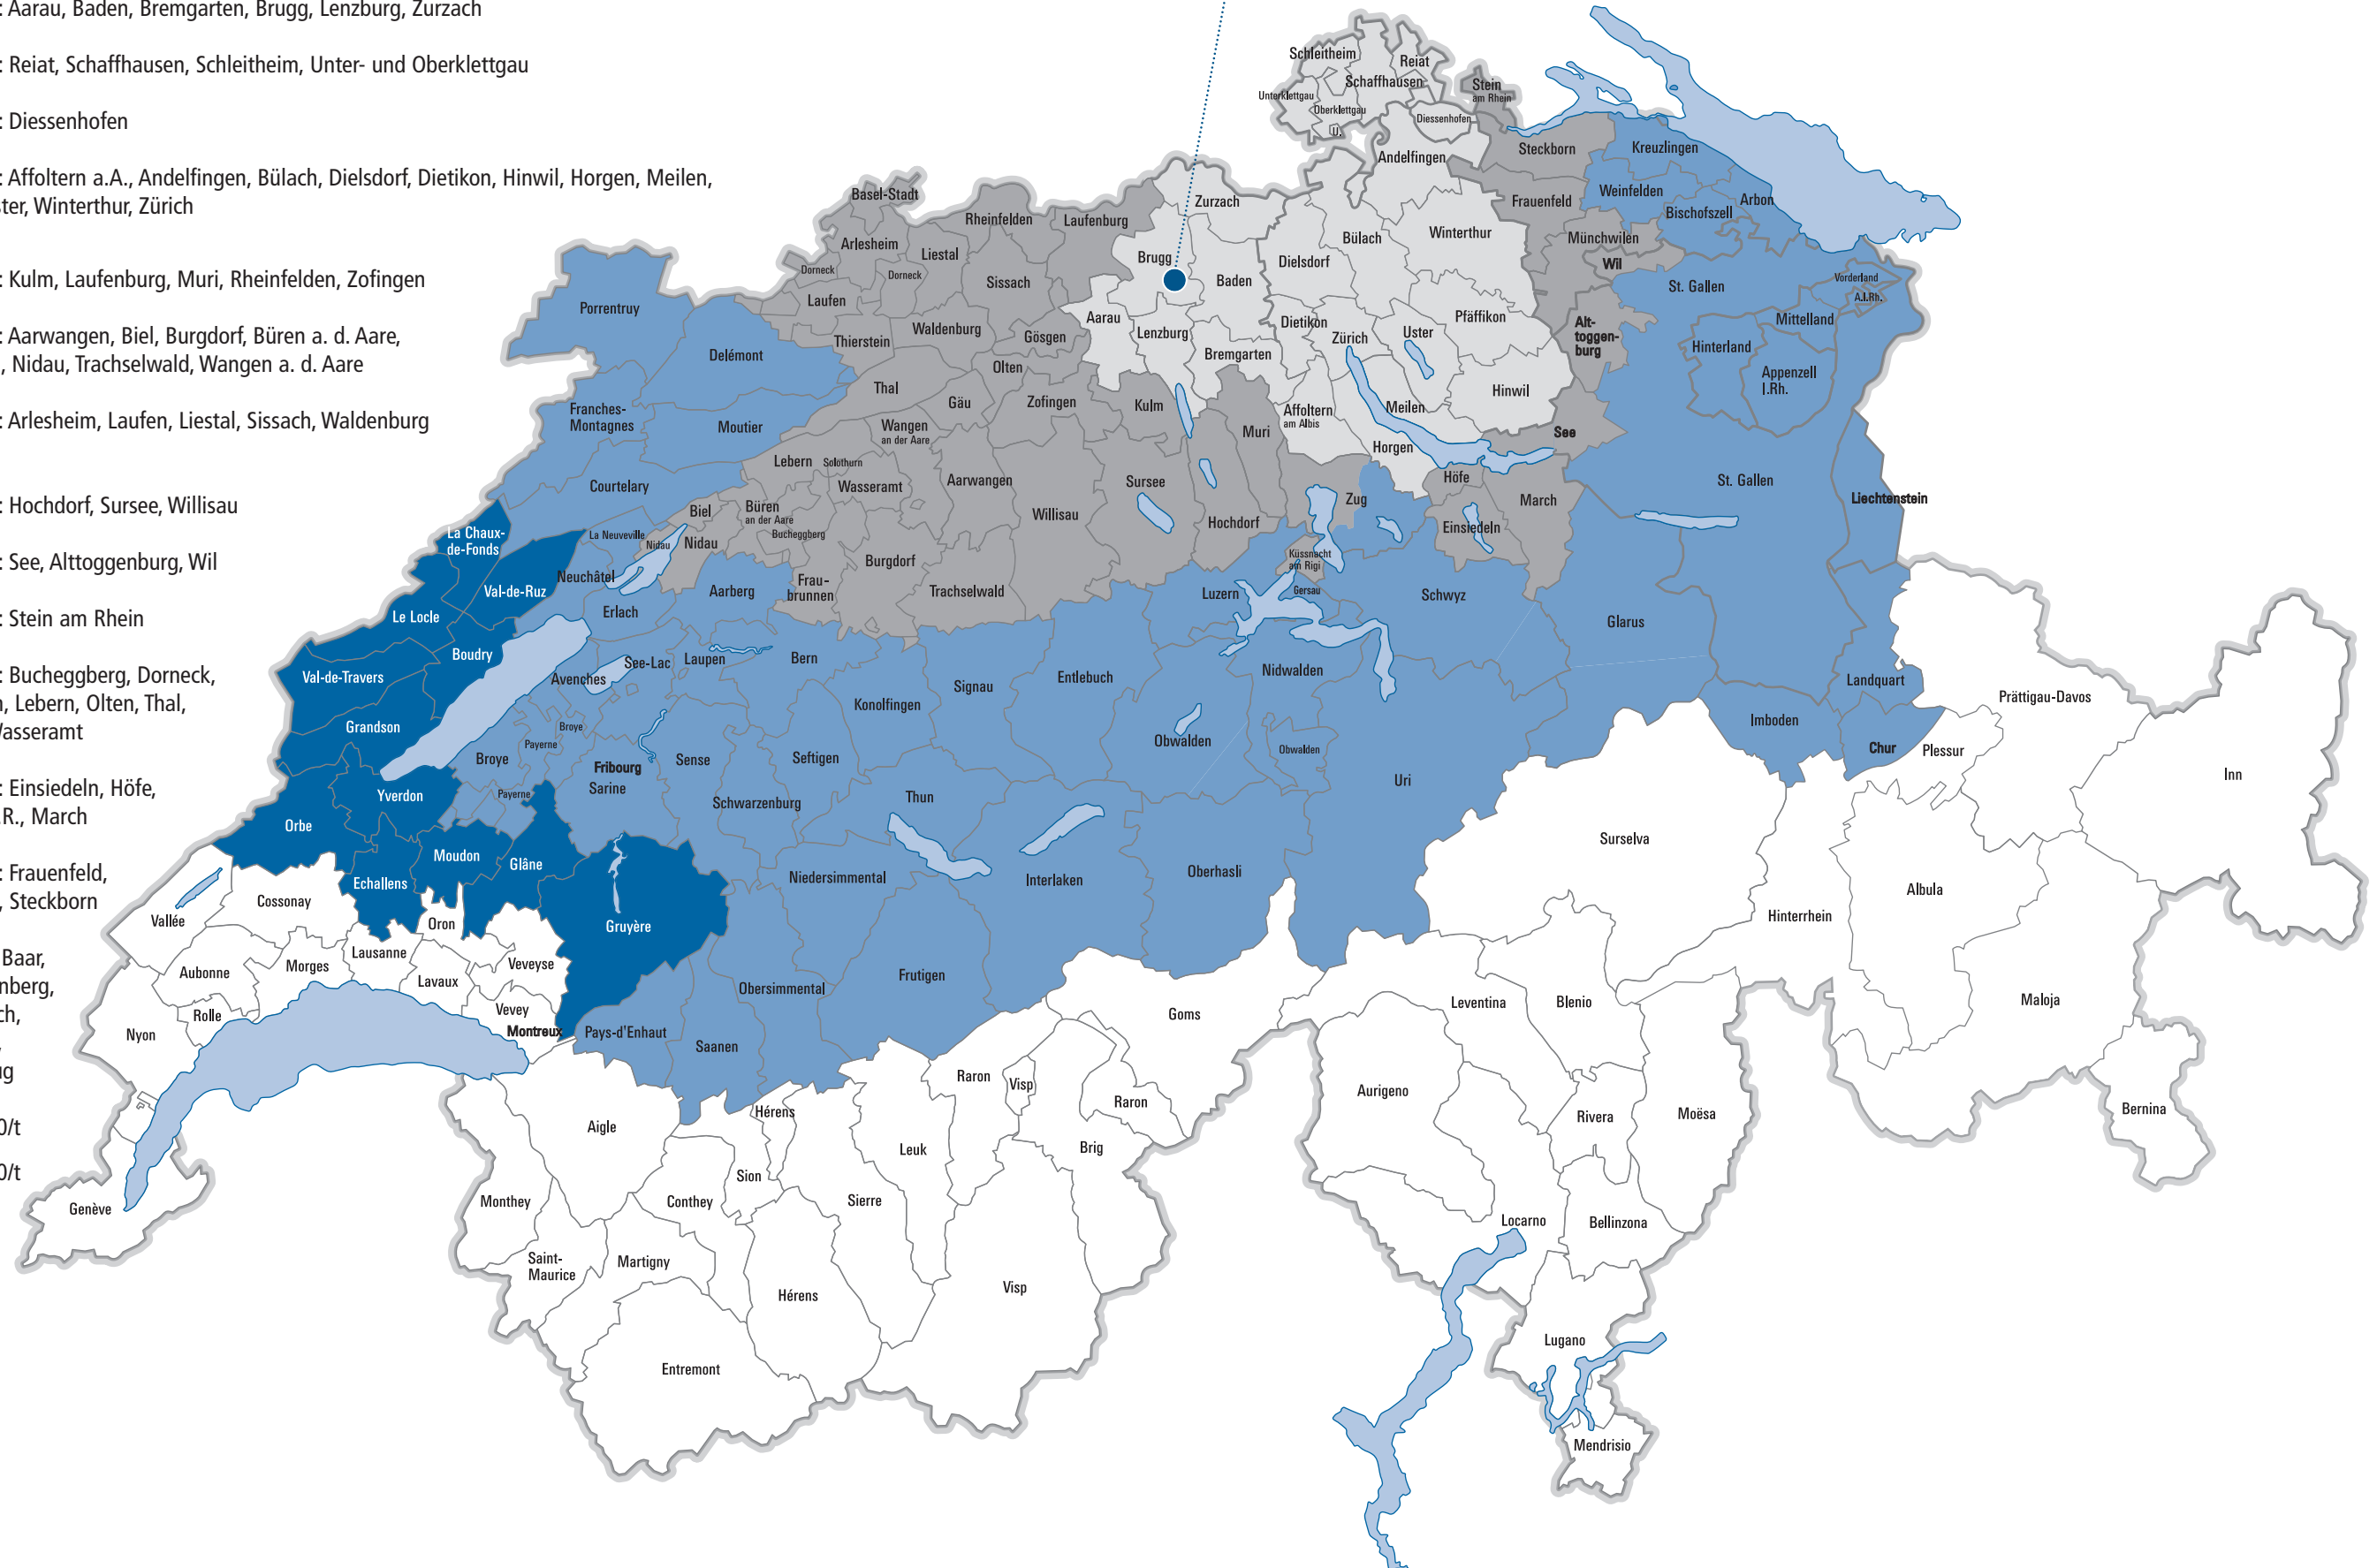 : Aarau, Baden, Bremgarten, Brugg, Lenzburg, Zurzach
: Reiat, Schaffhausen, Schleitheim, Unter- und Oberklettgau
: Diessenhofen
: Affoltern a.A., Andelfingen, Bülach, Dielsdorf, Dietikon, Hinwil, Horgen, Meilen,
ster, Winterthur, Zürich
: Kulm, Laufenburg, Muri, Rheinfelden, Zofingen
: Aarwangen, Biel, Burgdorf, Büren a. d. Aare,
, Nidau, Trachselwald, Wangen a. d. Aare
: Arlesheim, Laufen, Liestal, Sissach, Waldenburg
: Hochdorf, Sursee, Willisau
: See, Alttoggenburg, Wil
: Stein am Rhein
: Bucheggberg, Dorneck,
n, Lebern, Olten, Thal,
Wasseramt
: Einsiedeln, Höfe,
.R., March
: Frauenfeld,
, Steckborn
Baar,
nberg,
ch,
,
ug
0/t
0/t
Schleitheim
Reiat
Schaffhausen
Unterklettgau
Oberklettgau
U.
Diessenhofen
Stein
am Rhein
Andelfingen
Steckborn
Kreuzlingen
Weinfelden
Arbon
Frauenfeld
Bischofszell
Münchwilen
Wil
Basel-Stadt
Rheinfelden
Laufenburg
Zurzach
Arlesheim
Liestal
Dorneck
Dorneck
Sissach
Laufen
Brugg
Baden
Dielsdorf
Bülach
Winterthur
St. Gallen
Vorderland
A.I.Rh.
Mittelland
Hinterland
Appenzell
I.Rh.
Alt-
toggen-
burg
Porrentruy
Delémont
Thierstein
Waldenburg
Gösgen
Aarau
Lenzburg
Bremgarten
Dietikon
Zürich
Uster
Pfäffikon
Hinwil
Olten
Thal
Gäu
Zofingen
Kulm
Muri
Affoltern
am Albis
Meilen
Horgen
See
Franches-
Montagnes
Moutier
Wangen
an der Aare
Lebern
Solothurn
Wasseramt
Aarwangen
Sursee
Willisau
Hochdorf
Zug
Höfe
March
Einsiedeln
St. Gallen
Liechtenstein
Courtelary
Biel
Büren
an der Aare
Bucheggberg
La Chaux-
de-Fonds
La Neuveville
Nidau
Nidau
Neuchâtel
Val-de-Ruz
Le Locle
Erlach
Aarberg
Frau-
brunnen
Burgdorf
Trachselwald
Küssnacht
am Rigi
Luzern
Gersau
Schwyz
Glarus
Boudry
Val-de-Travers
Grandson
See-Lac
Laupen
Bern
Avenches
Konolfingen
Signau
Entlebuch
Nidwalden
Obwalden
Obwalden
Uri
Landquart
Imboden
Chur
Plessur
Prättigau-Davos
Inn
Broye
Payerne
Broye
Payerne
Fribourg
Sarine
Sense
Seftigen
Schwarzenburg
Thun
Yverdon
Orbe
Moudon
Glâne
Echallens
Gruyère
Niedersimmental
Interlaken
Oberhasli
Surselva
Albula
Hinterrhein
Maloja
Bernina
Vallée
Cossonay
Oron
Lausanne
Aubonne
Morges
Lavaux
Veveyse
Vevey
Montreux
Rolle
Nyon
Genève
Pays-d'Enhaut
Saanen
Obersimmental
Frutigen
Goms
Leventina
Blenio
Aurigeno
Rivera
Moësa
Raron
Visp
Raron
Brig
Leuk
Aigle
Hérens
Sion
Conthey
Sierre
Monthey
Saint-
Maurice
Martigny
Hérens
Visp
Entremont
Locarno
Bellinzona
Lugano
Mendrisio